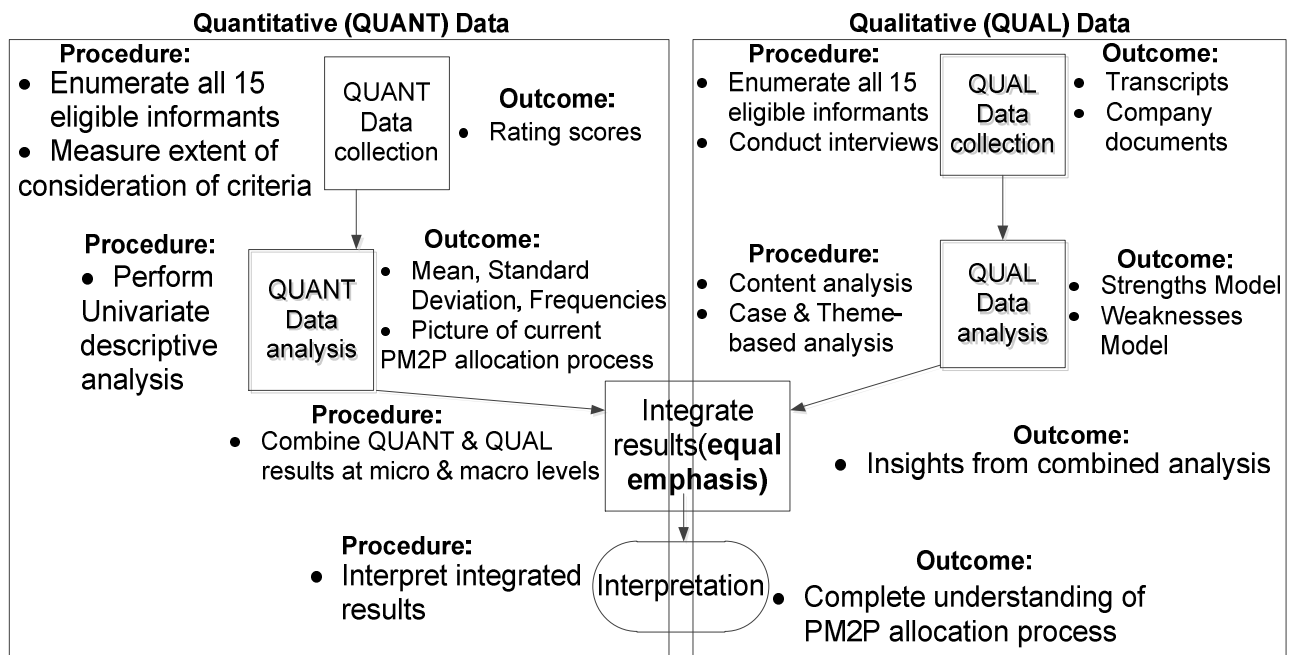 Quantitative (QUANT) Data
Procedure:
• Enumerate all 15
eligible informants
• Measure extent of
consideration of criteria
QUANT
Data
collection
Outcome:
• Rating scores
Procedure:
• Perform
Univariate
descriptive
analysis
QUANT
Data
analysis
Outcome:
• Mean, Standard
Deviation, Frequencies
• Picture of current
PM2P allocation process
Qualitative (QUAL) Data
Procedure:
• Enumerate all 15
eligible informants
• Conduct interviews
QUAL
Data
collection
Outcome:
• Transcripts
• Company
documents
Procedure:
• Content analysis
• Case & Theme-
based analysis
QUAL
Data
analysis
Outcome:
• Strengths Model
• Weaknesses
Model
Procedure:
• Combine QUANT & QUAL
results at micro & macro levels
Integrate
results(equal
emphasis)
Outcome:
• Insights from combined analysis
Procedure:
• Interpret integrated
results
Interpretation
Outcome:
• Complete understanding of
PM2P allocation process